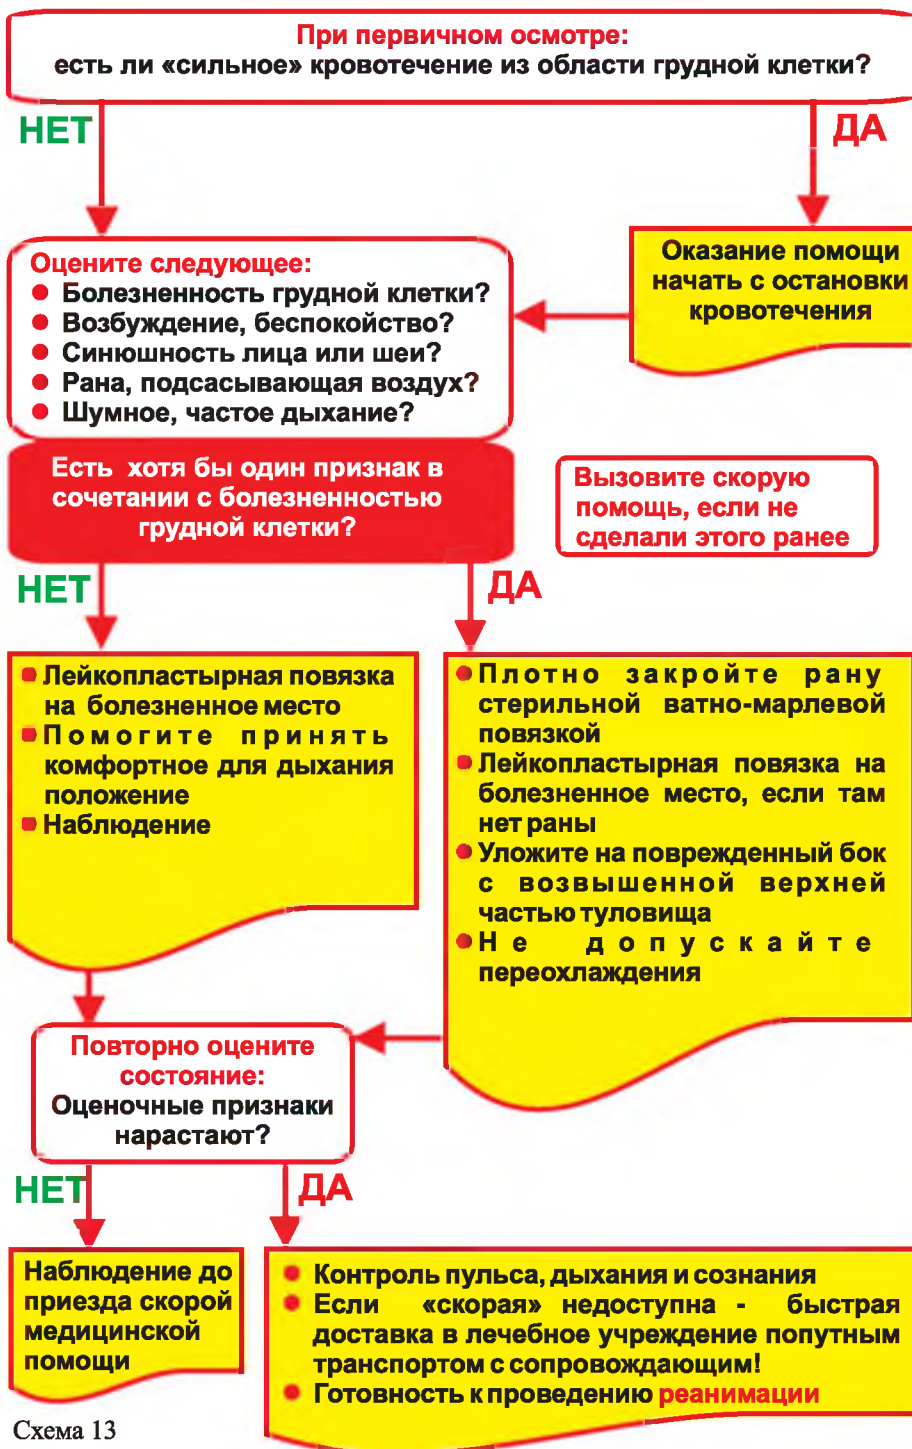 При первичном осмотре:
есть ли «сильное» кровотечение из области грудной клетки?
НЕТ
ДА
Оказание помощи
начать с остановки
кровотечения
Оцените следующее:
Болезненность грудной клетки?
Возбуждение, беспокойство?
Синюшность лица или шеи?
Рана, подсасывающая воздух?
Шумное, частое дыхание?
Есть хотя бы один признак в
сочетании с болезненностью
грудной клетки?
Вызовите скорую
помощь, если не
сделали этого ранее
НЕТ
ДА
Лейкопластырная повязка
на болезненное место
Помогите принять
комфортное для дыхания
положение
Наблюдение
Плотно закройте рану
стерильной ватно-марлевой
повязкой
Лейкопластырная повязка на
болезненное место, если там
нет раны
Уложите на поврежденный бок
с возвышенной верхней
частью туловища
Не допускайте
переохлаждения
Повторно оцените
состояние:
Оценочные признаки
нарастают?
НЕТ
ДА
Наблюдение до
приезда скорой
медицинской
помощи
Контроль пульса, дыхания и сознания
Если «скорая» недоступна - быстрая
доставка в лечебное учреждение попутным
транспортом с сопровождающим!
Готовность к проведению реанимации
Схема 13